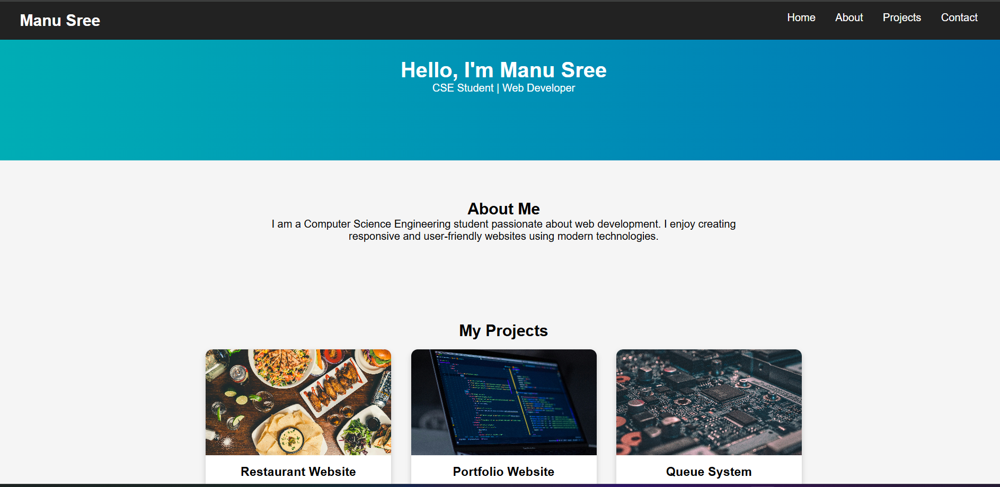 Manu Sree
Home About Projects Contact
Hello, I'm Manu Sree
CSE Student | Web Developer
About Me
I am a Computer Science Engineering student passionate about web development. I enjoy creating
responsive and user-friendly websites using modern technologies.
My Projects
Restaurant Website
Portfolio Website
Queue System